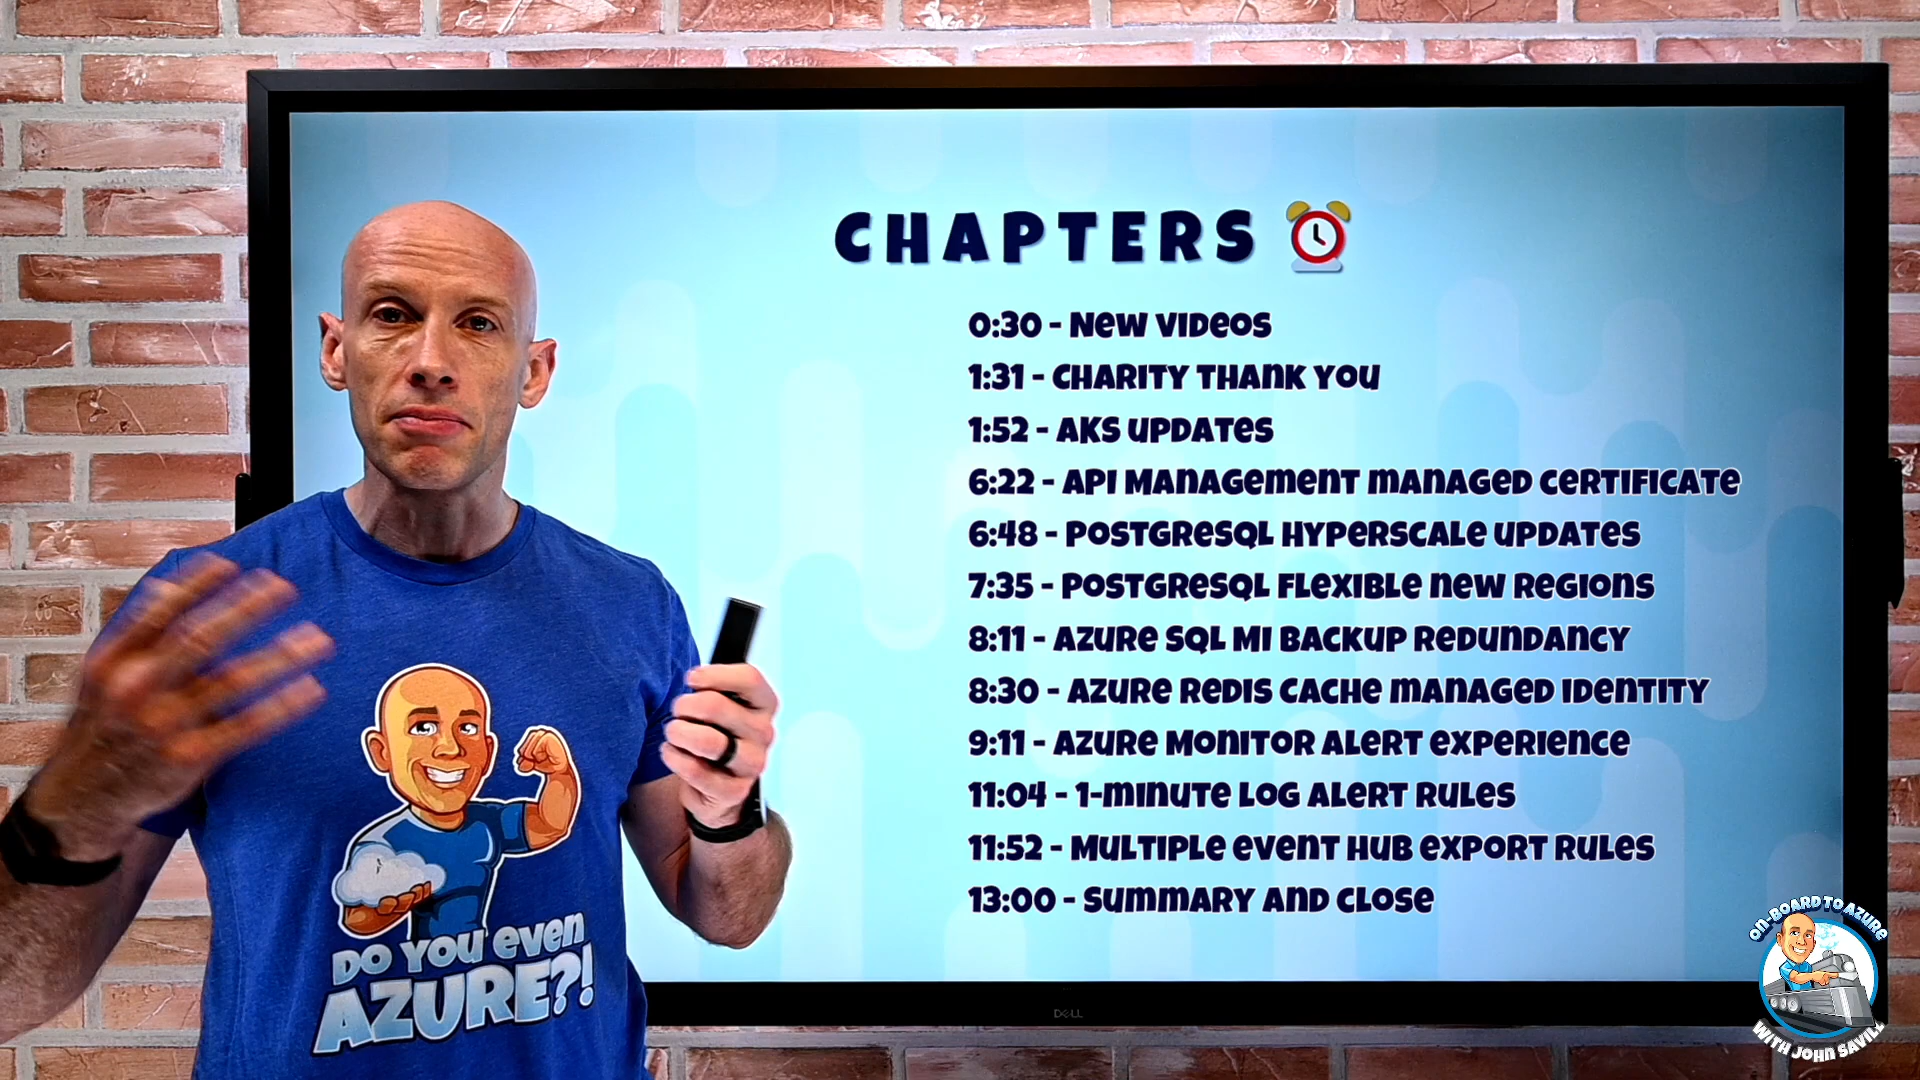 CHAPTERS
0:30 - New Videos
1:31 - Charity Thank You
1:52 - AKS updates
6:22 - API Management managed certificate
6:48 - PostgreSQL Hyperscale updates
7:35 - PostgreSQL Flexible new regions
8:11 - Azure SQL MI backup redundancy
8:30 - Azure Redis Cache managed identity
9:11 - Azure Monitor alert experience
11:04 - 1-minute log alert rules
11:52 - Multiple event hub export rules
13:00 - Summary and close
DO YOU even
AZURE?!
DELL
ON-BOARD TO AZURE
WITH JOHN SAVILL